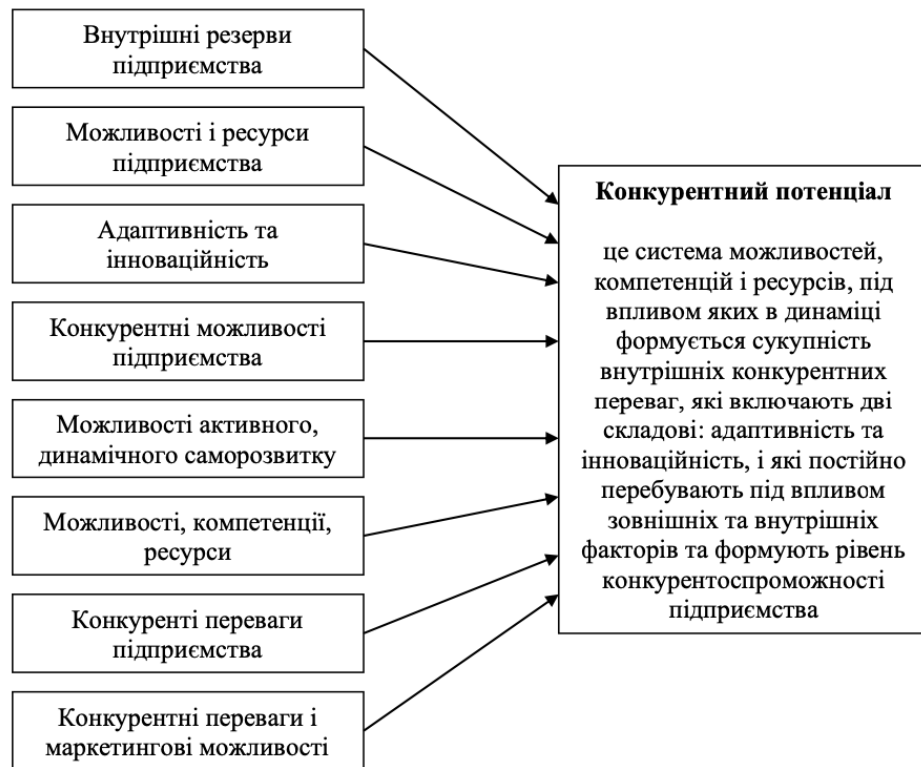 Внутрішні резерви
підприємства
Можливості і ресурси
підприємства
Адаптивність та
інноваційність
Конкурентні можливості
підприємства
Можливості активного,
динамічного саморозвитку
Можливості, компетенції,
ресурси
Конкуренті переваги
підприємства
Конкурентні переваги і
маркетингові можливості
Конкурентний потенціал
це система можливостей,
компетенцій і ресурсів, під
впливом яких в динаміці
формується сукупність
внутрішніх конкурентних
переваг, які включають дві
складові: адаптивність та
інноваційність, і які постійно
перебувають під впливом
зовнішніх та внутрішніх
факторів та формують рівень
конкурентоспроможності
підприємства